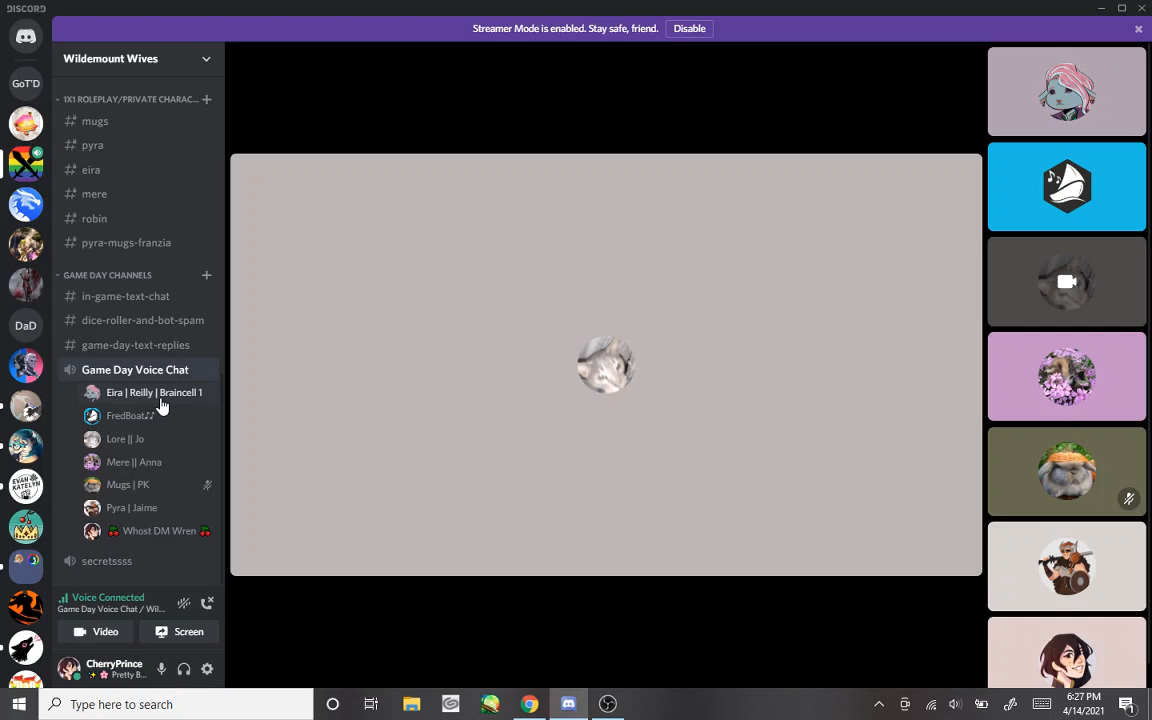 DISCORD
Streamer Mode is enabled. Stay safe, friend. Disable
Wildemount Wives
GoT'D
1X1 ROLEPLAY/PRIVATE CHARAC...
mugs
pyra
eira
mere
robin
pyra-mugs-franzia
GAME DAY CHANNELS
in-game-text-chat
dice-roller-and-bot-spam
DaD
game-day-text-replies
Game Day Voice Chat
Eira | Reilly | Braincell 1
FredBoat♪♪
Lore || Jo
Mere || Anna
Mugs | PK
Pyra | Jaime
🍒 Whost DM Wren 🍒
EVAN
KATELYN
secretssss
Voice Connected
Game Day Voice Chat / Wil...
Video
Screen
CherryPrince
✨🌸 Pretty B...
Type here to search
6:27 PM
4/14/2021
1